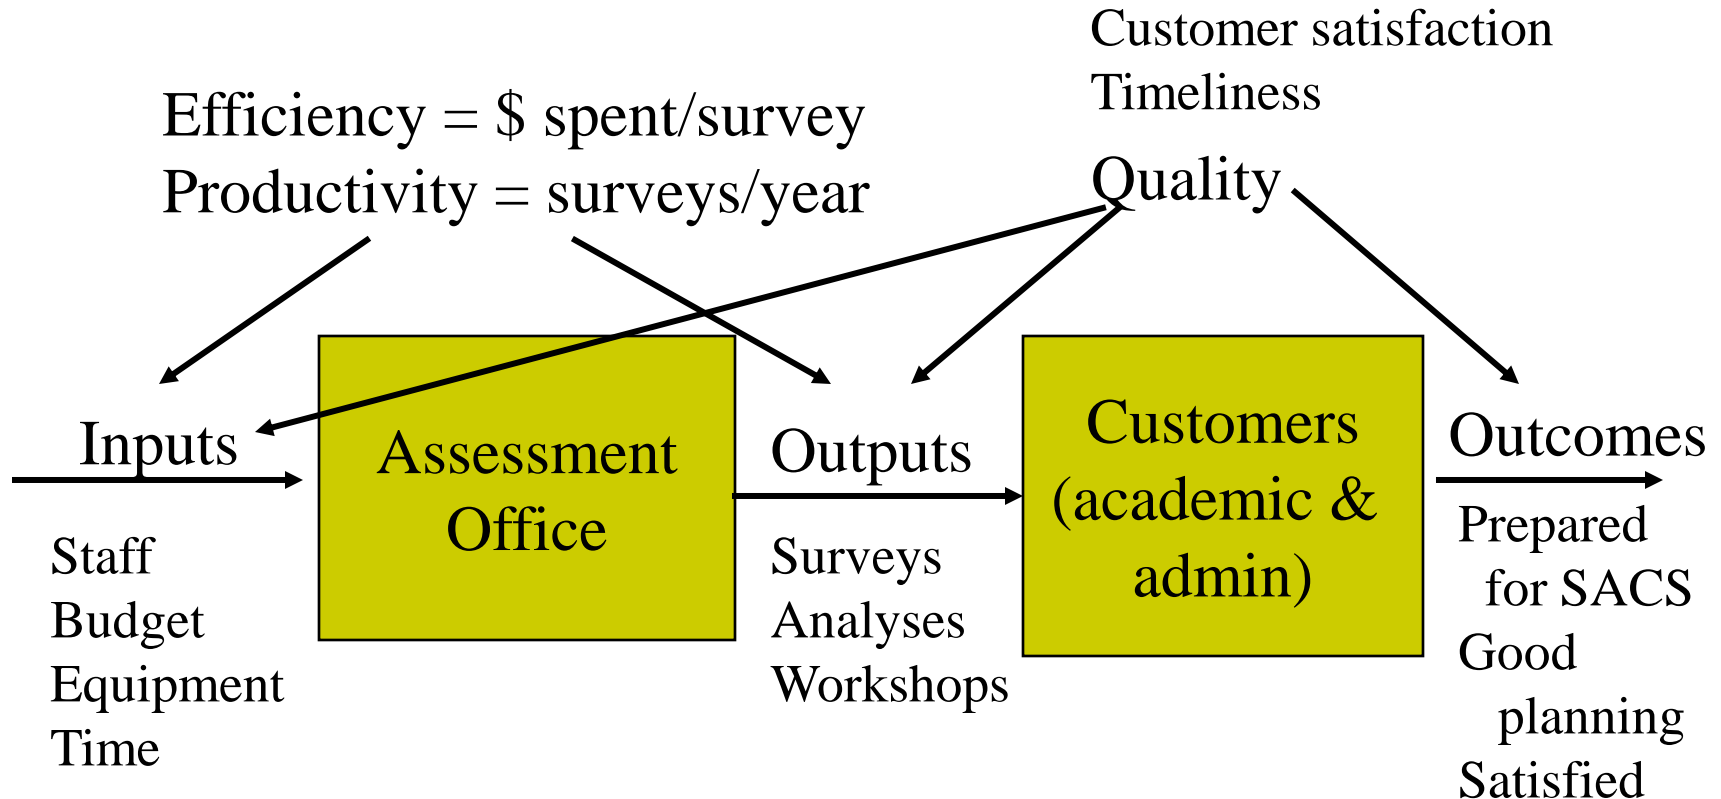 Customer satisfaction
Timeliness
Efficiency = $ spent/survey
Productivity = surveys/year
Quality
Inputs
Staff
Budget
Equipment
Time
Assessment
Office
Outputs
Surveys
Analyses
Workshops
Customers
(academic &
admin)
Outcomes
Prepared
for SACS
Good
planning
Satisfied